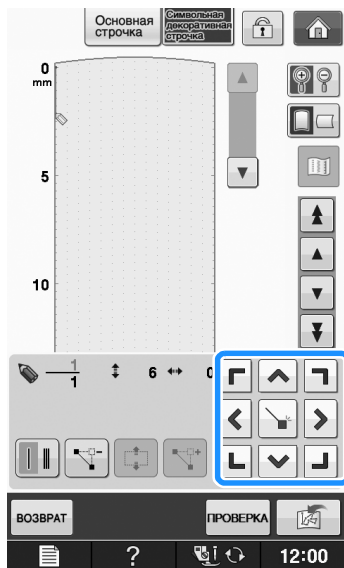 Основная
строчка
Символьная
декоративная
строчка
0
mm
5
10
1
1
6
0
ВОЗВРАТ
ПРОВЕРКА
?
12:00